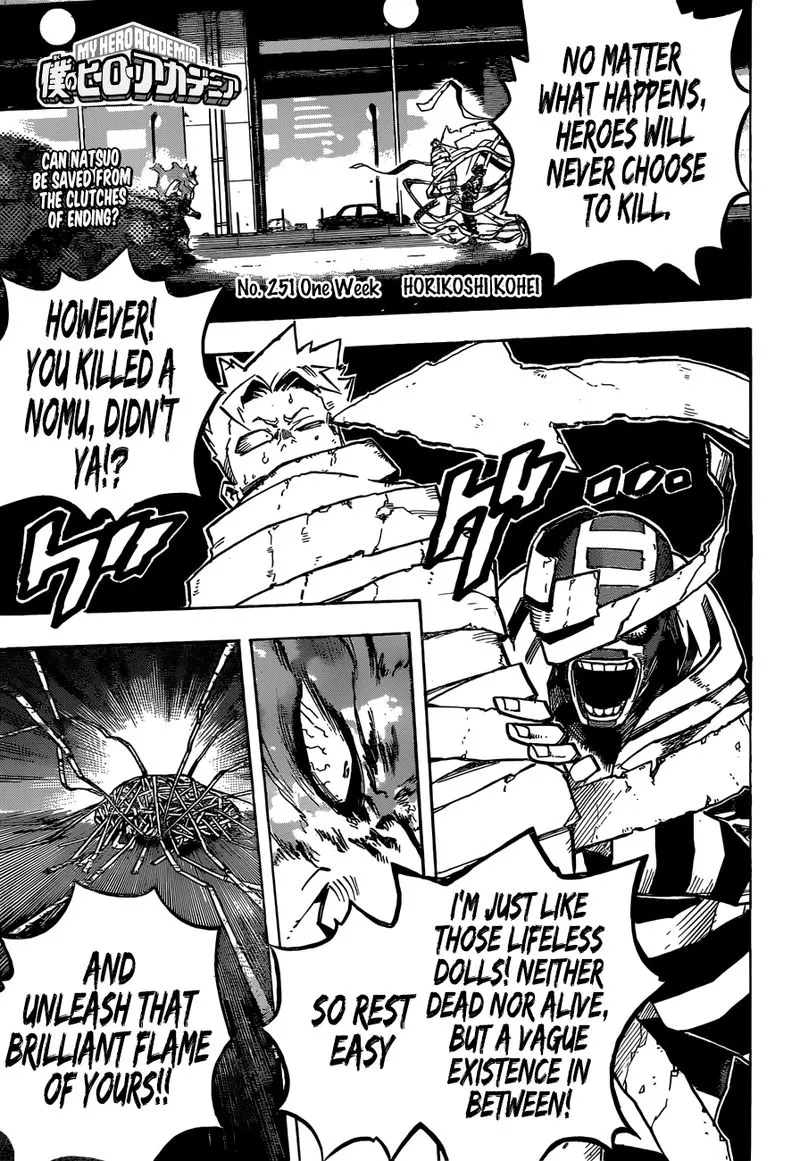 MY HERO ACADEMIA
僕のヒーローアカデミア
NO MATTER
WHAT HAPPENS,
HEROES WILL
NEVER CHOOSE
TO KILL.
CAN NATSUO
BE SAVED FROM
THE CLUTCHES
OF ENDING?
No. 251 One Week HORIKOSHI KOHEI
HOWEVER!
YOU KILLED A
NOMU, DIDN'T
YA!?
I'M JUST LIKE
THOSE LIFELESS
DOLLS! NEITHER
DEAD NOR ALIVE,
BUT A VAGUE
EXISTENCE IN
BETWEEN!
SO REST
EASY
AND
UNLEASH THAT
BRILLIANT FLAME
OF YOURS!!